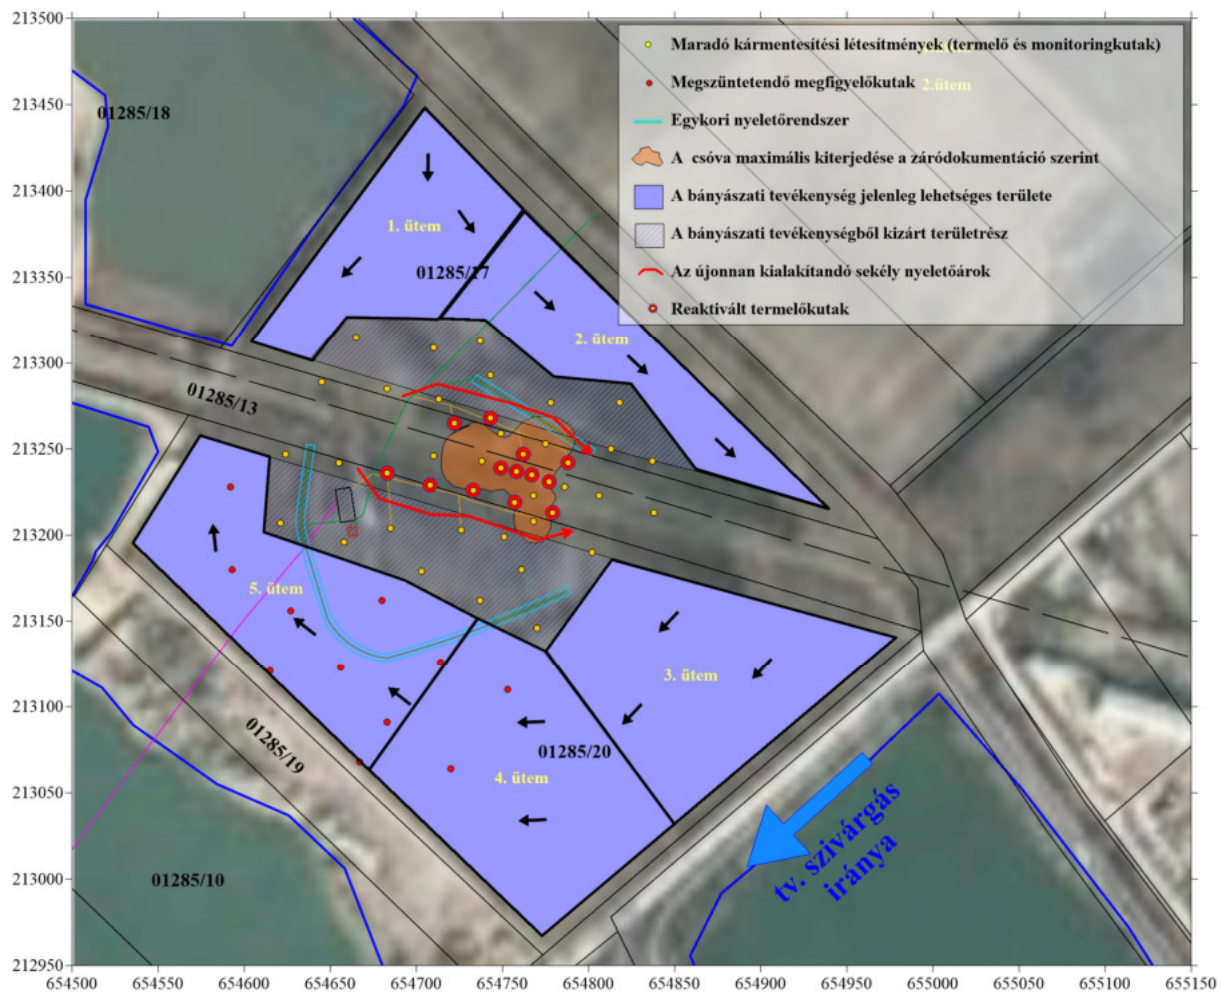 213500
213450
213400
213350
213300
213250
213200
213150
213100
213050
213000
212950
654500 654550 654600 654650 654700 654750 654800 654850 654900 654950 655000 655050 655100 655150
Maradó kármentesítési létesítmények (termelő és monitoringkutak)
Megszüntetendő megfigyelőkutak 2.ütem
Egykori nyeletőrendszer
A csóva maximális kiterjedése a záródokumentáció szerint
A bányászati tevékenység jelenleg lehetséges területe
A bányászati tevékenységből kizárt területrész
Az újonnan kialakítandó sekély nyeletőárok
Reaktivált termelőkutak
01285/18
1. ütem
01285/17
2. ütem
01285/13
5. ütem
3. ütem
01285/20
4. ütem
01285/19
01285/10
tv. szivárgás
iránya